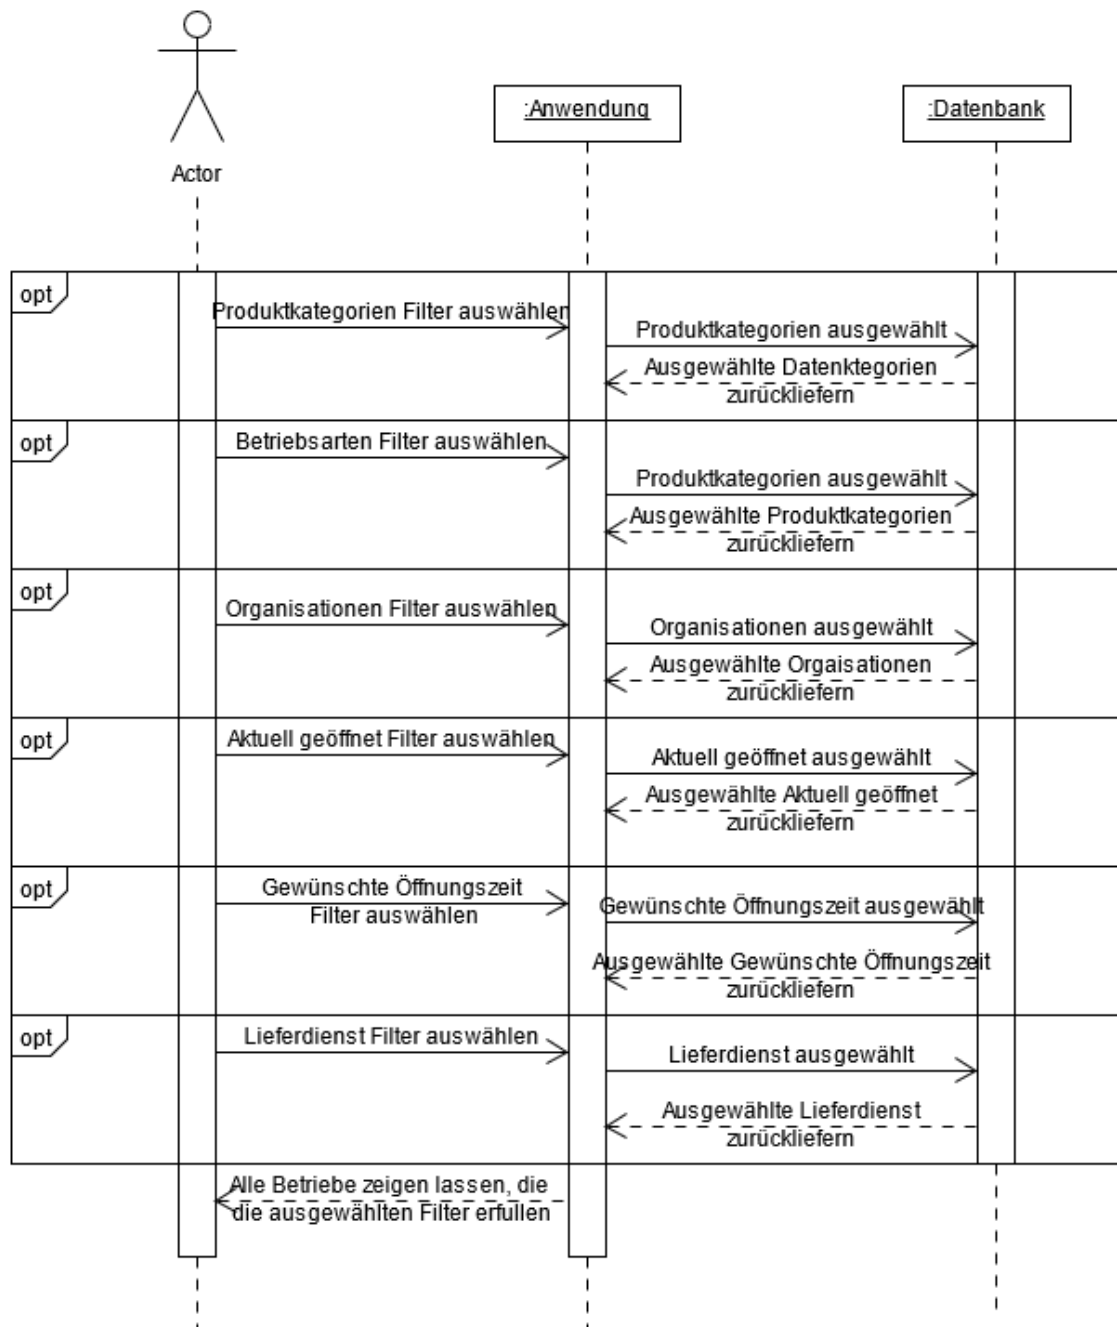 :Anwendung
:Datenbank
Actor
opt
Produktkategorien Filter auswählen
Produktkategorien ausgewählt
Ausgewählte Datenktegorien
zurückliefern
opt
Betriebsarten Filter auswählen
Produktkategorien ausgewählt
Ausgewählte Produktkategorien
zurückliefern
opt
Organisationen Filter auswählen
Organisationen ausgewählt
Ausgewählte Orgaisationen
zurückliefern
opt
Aktuell geöffnet Filter auswählen
Aktuell geöffnet ausgewählt
Ausgewählte Aktuell geöffnet
zurückliefern
opt
Gewünschte Öffnungszeit
Filter auswählen
Gewünschte Öffnungszeit ausgewählt
Ausgewählte Gewünschte Öffnungszeit
zurückliefern
opt
Lieferdienst Filter auswählen
Lieferdienst ausgewählt
Ausgewählte Lieferdienst
zurückliefern
Alle Betriebe zeigen lassen, die
die ausgewählten Filter erfullen